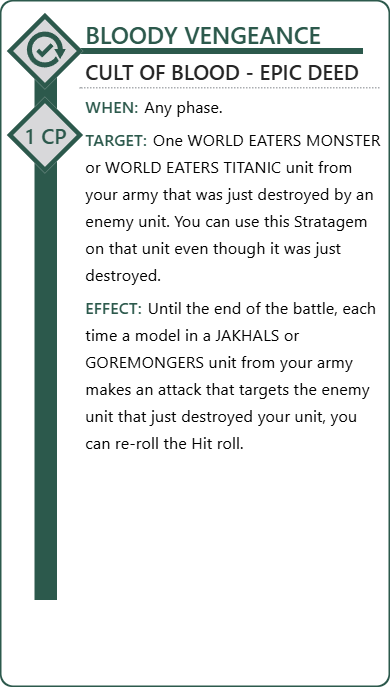 BLOODY VENGEANCE
CULT OF BLOOD - EPIC DEED
WHEN: Any phase.
1 CP
TARGET: One WORLD EATERS MONSTER
or WORLD EATERS TITANIC unit from
your army that was just destroyed by an
enemy unit. You can use this Stratagem
on that unit even though it was just
destroyed.
EFFECT: Until the end of the battle, each
time a model in a JAKHALS or
GOREMONGERS unit from your army
makes an attack that targets the enemy
unit that just destroyed your unit, you
can re-roll the Hit roll.